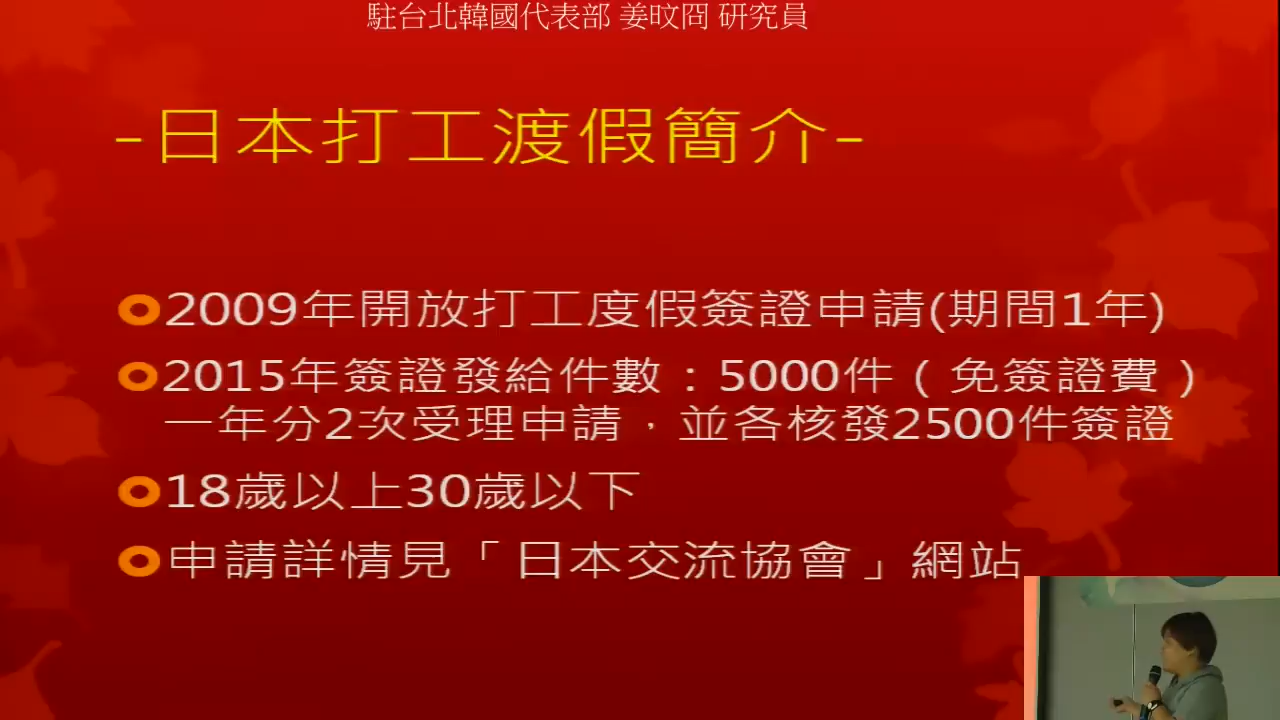 駐台北韓國代表部 姜旼冏 研究員
-日本打工渡假簡介-
2009年開放打工度假簽證申請(期間1年)
2015年簽證發給件數：5000件（免簽證費）
一年分2次受理申請，並各核發2500件簽證
18歲以上30歲以下
申請詳情見「日本交流協會」網站